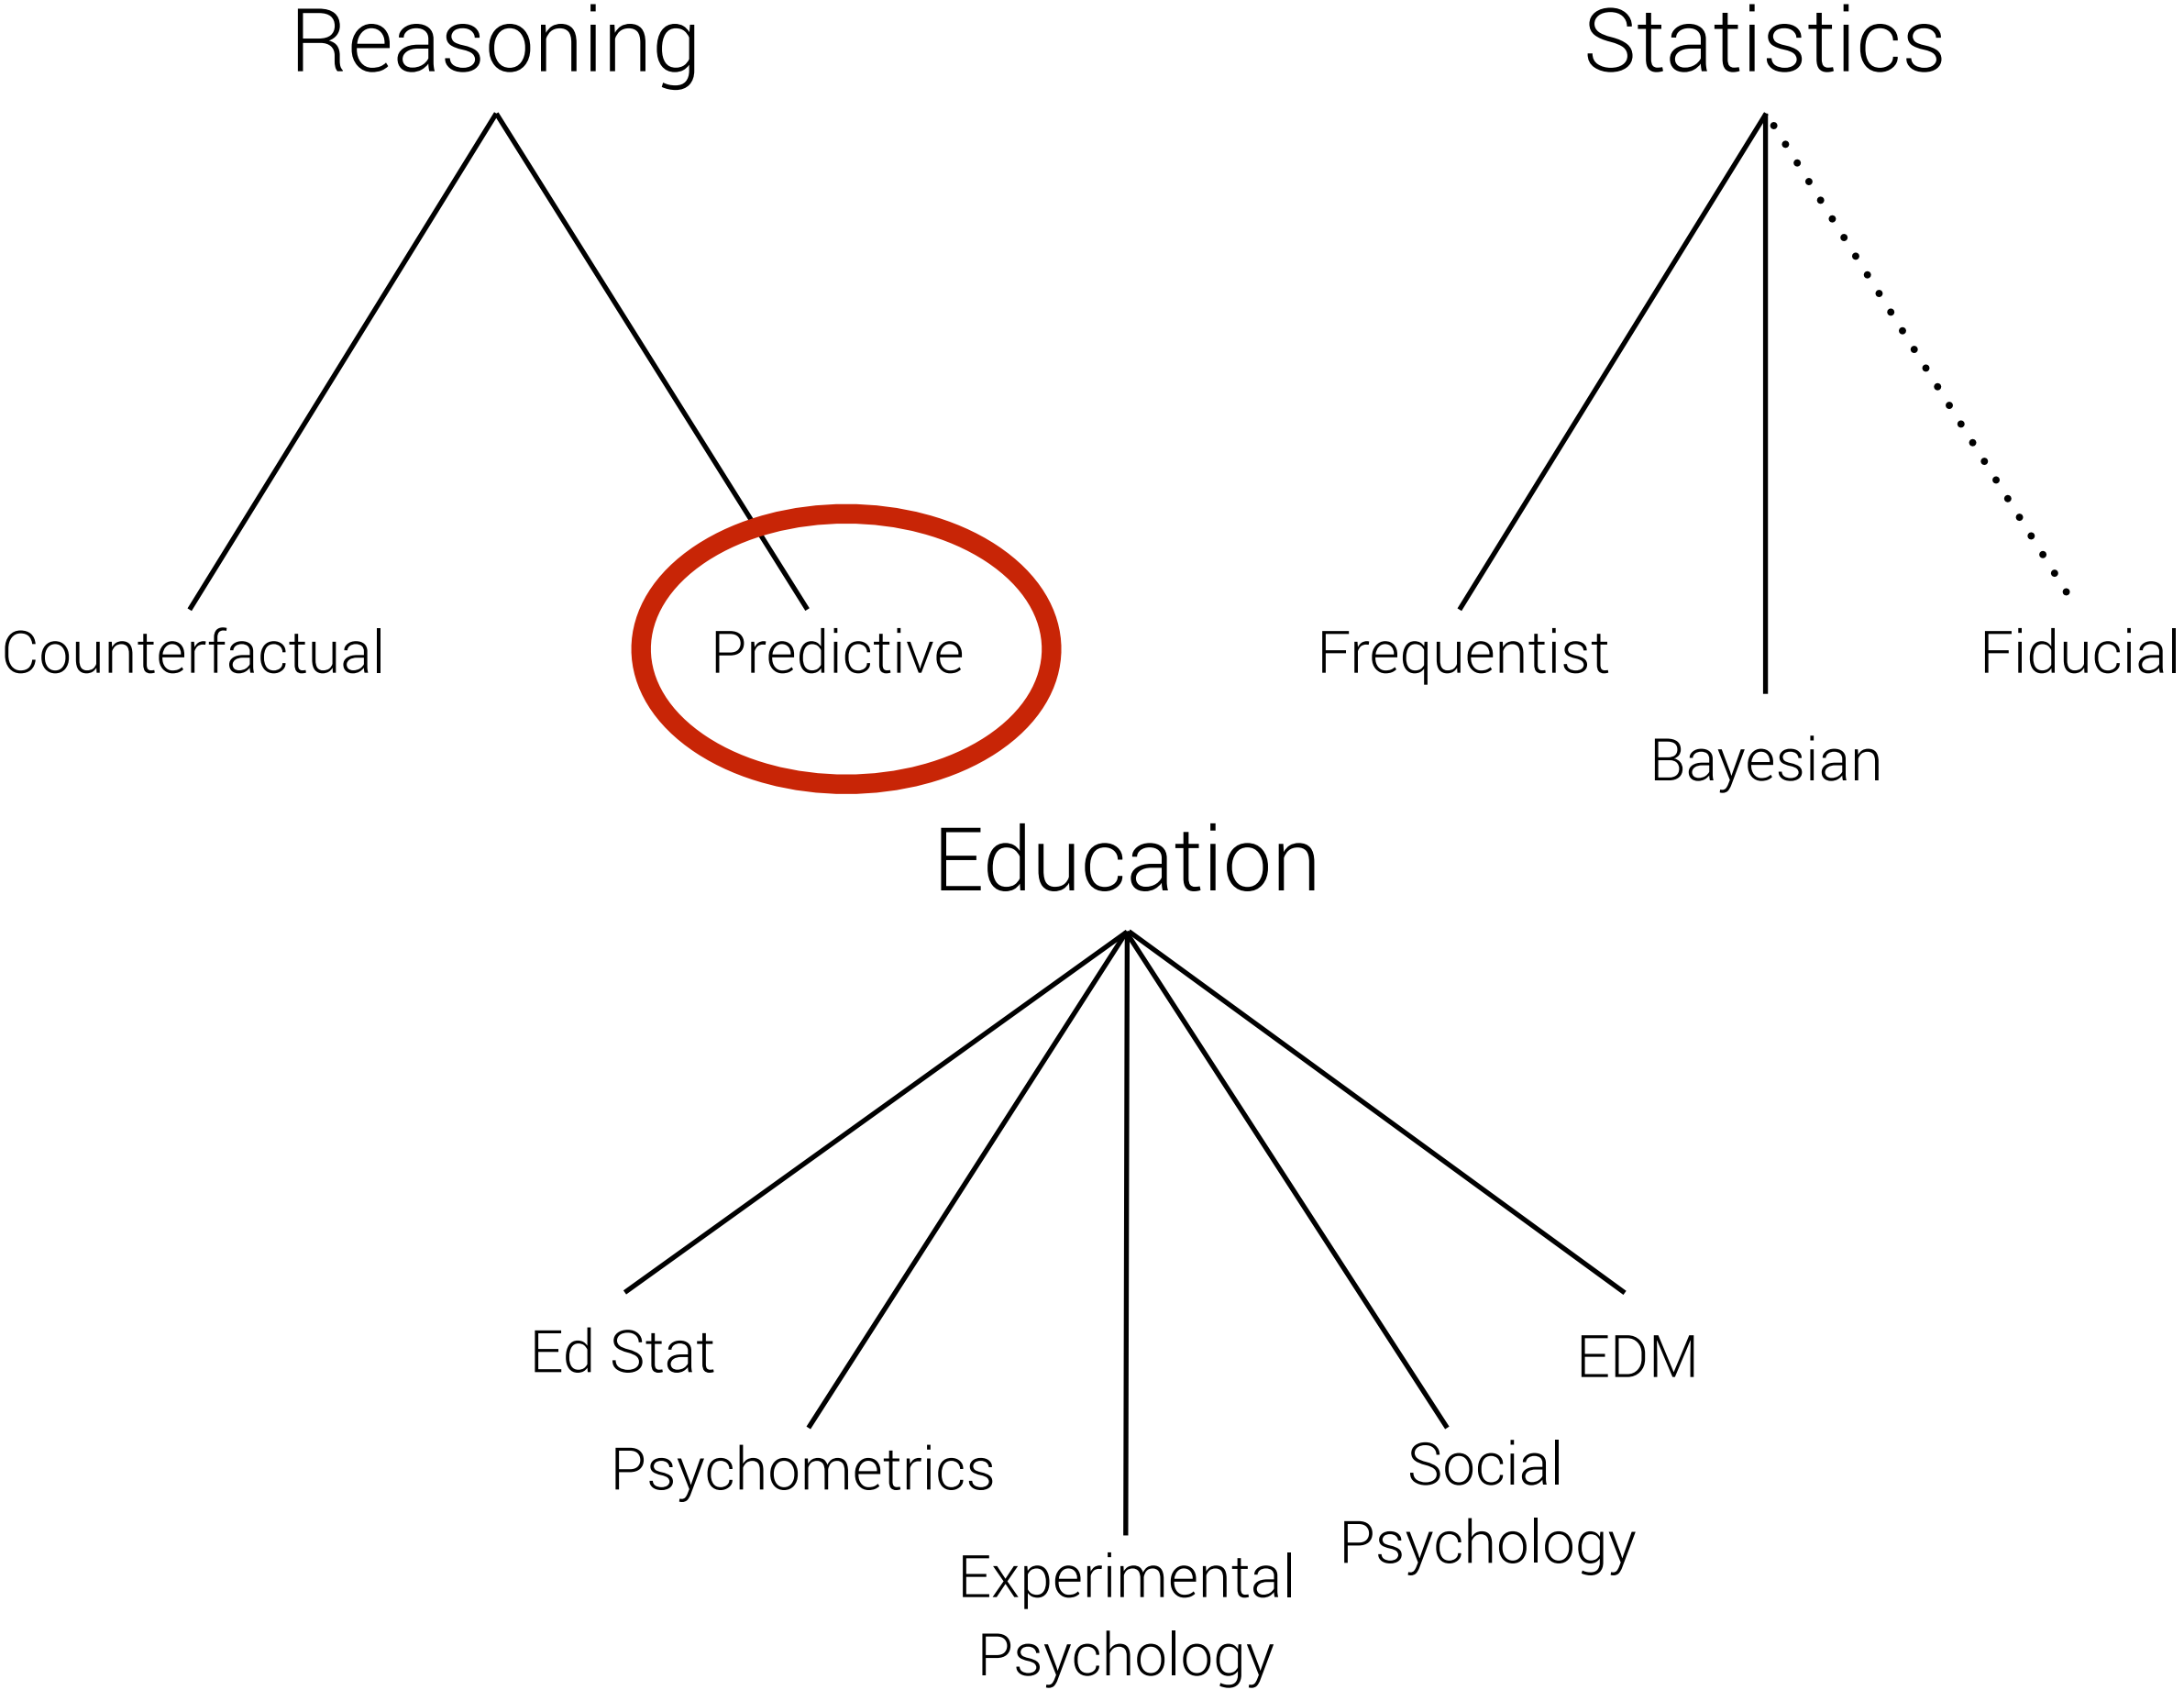 Reasoning
Statistics
Counterfactual
Predictive
Frequentist
Fiducial
Bayesian
Education
Ed Stat
EDM
Psychometrics
Social
Psychology
Experimental
Psychology